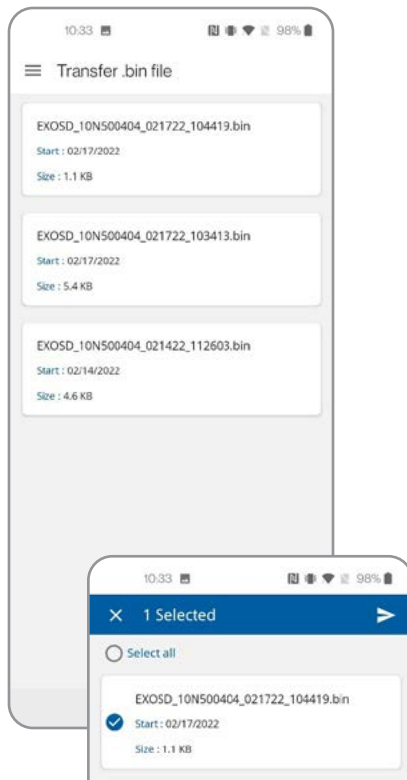 10:33 98%
Transfer .bin file
EXOSD_10N500404_021722_104419.bin
Start : 02/17/2022
Size : 1.1 KB
EXOSD_10N500404_021722_103413.bin
Start : 02/17/2022
Size : 5.4 KB
EXOSD_10N500404_021422_112603.bin
Start : 02/14/2022
Size : 4.6 KB
10:33 98%
1 Selected
Select all
EXOSD_10N500404_021722_104419.bin
Start : 02/17/2022
Size : 1.1 KB